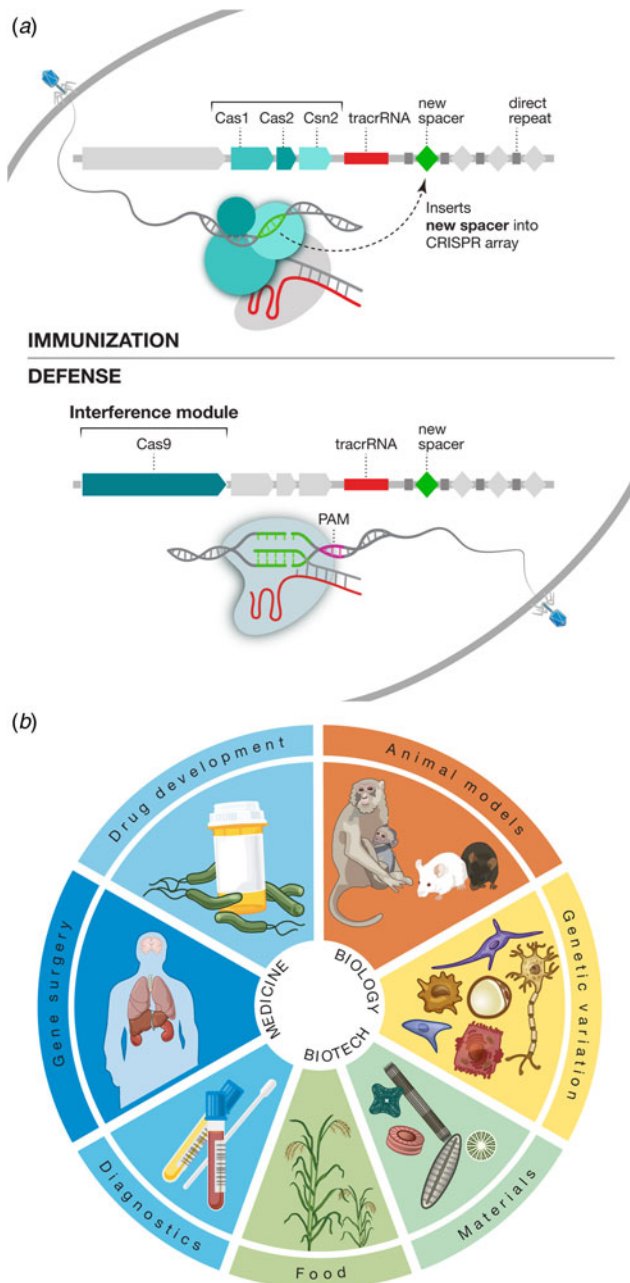 (a)
Cas1 Cas2 Csn2 tracrRNA new spacer direct repeat
Inserts
new spacer into
CRISPR array
IMMUNIZATION
DEFENSE
Interference module
Cas9 tracrRNA new spacer
PAM
(b)
Drug development
Animal models
Gene surgery
Genetic variation
MEDICINE
BIOLOGY
BIOTECH
Diagnostics
Materials
Food